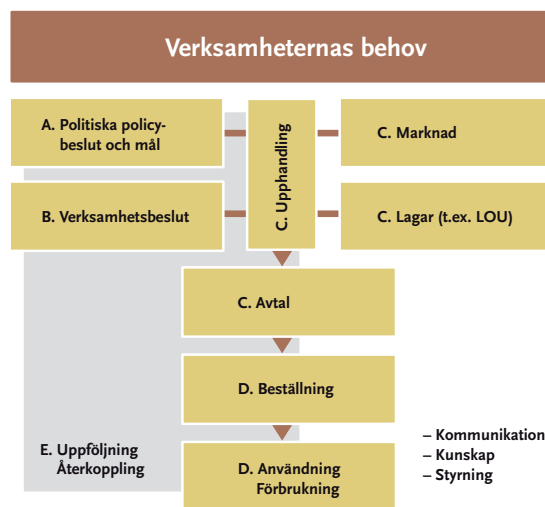 Verksamheternas behov
A. Politiska policy-
beslut och mål
C. Upphandling
C. Marknad
B. Verksamhetsbeslut
C. Lagar (t.ex. LOU)
C. Avtal
D. Beställning
E. Uppföljning
Återkoppling
D. Användning
Förbrukning
– Kommunikation
– Kunskap
– Styrning